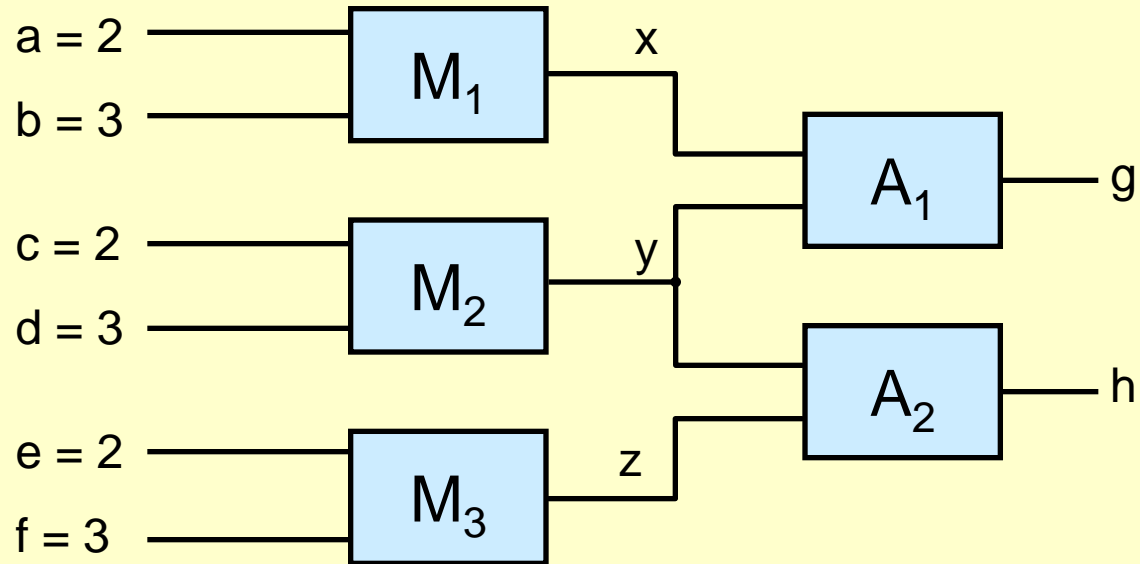 a = 2
b = 3
M₁
x
c = 2
d = 3
M₂
y
e = 2
f = 3
M₃
z
A₁
g
A₂
h